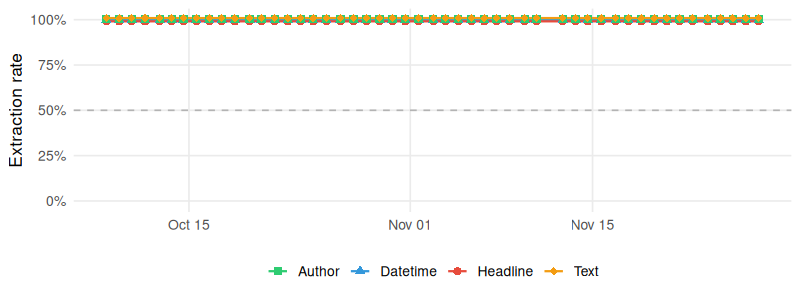 Extraction rate
100%
75%
50%
25%
0%
Oct 15 Nov 01 Nov 15
Author Datetime Headline Text